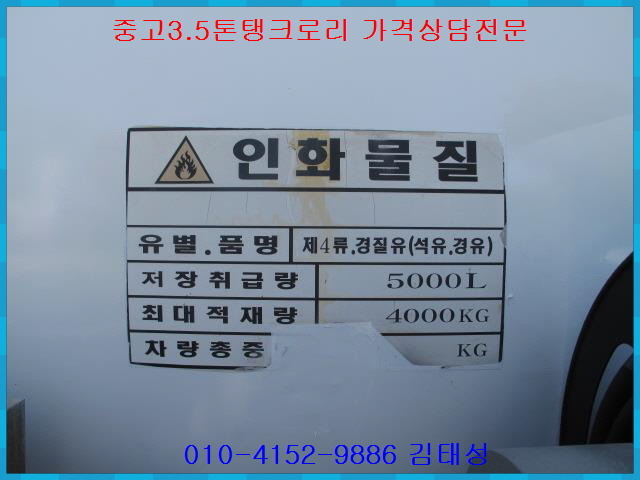 중고3.5톤탱크로리 가격상담전문
인화물질
유별.품명 제4류.경질유(석유.경유)
저장취급량 5000L
최대적재량 4000KG
차량총중 KG
010-4152-9886 김태성